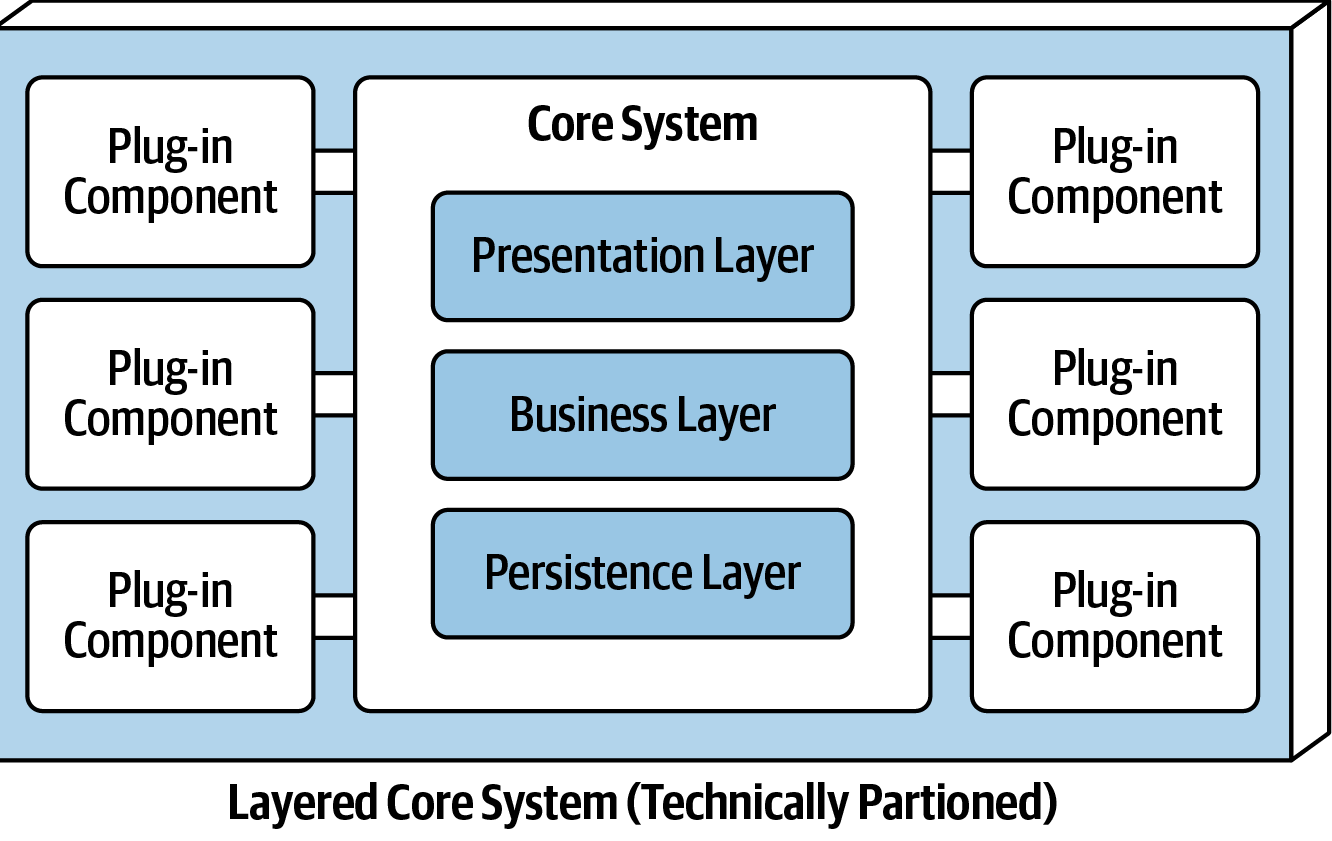 Plug-in
Component
Plug-in
Component
Plug-in
Component
Core System
Presentation Layer
Business Layer
Persistence Layer
Plug-in
Component
Plug-in
Component
Plug-in
Component
Layered Core System (Technically Partioned)